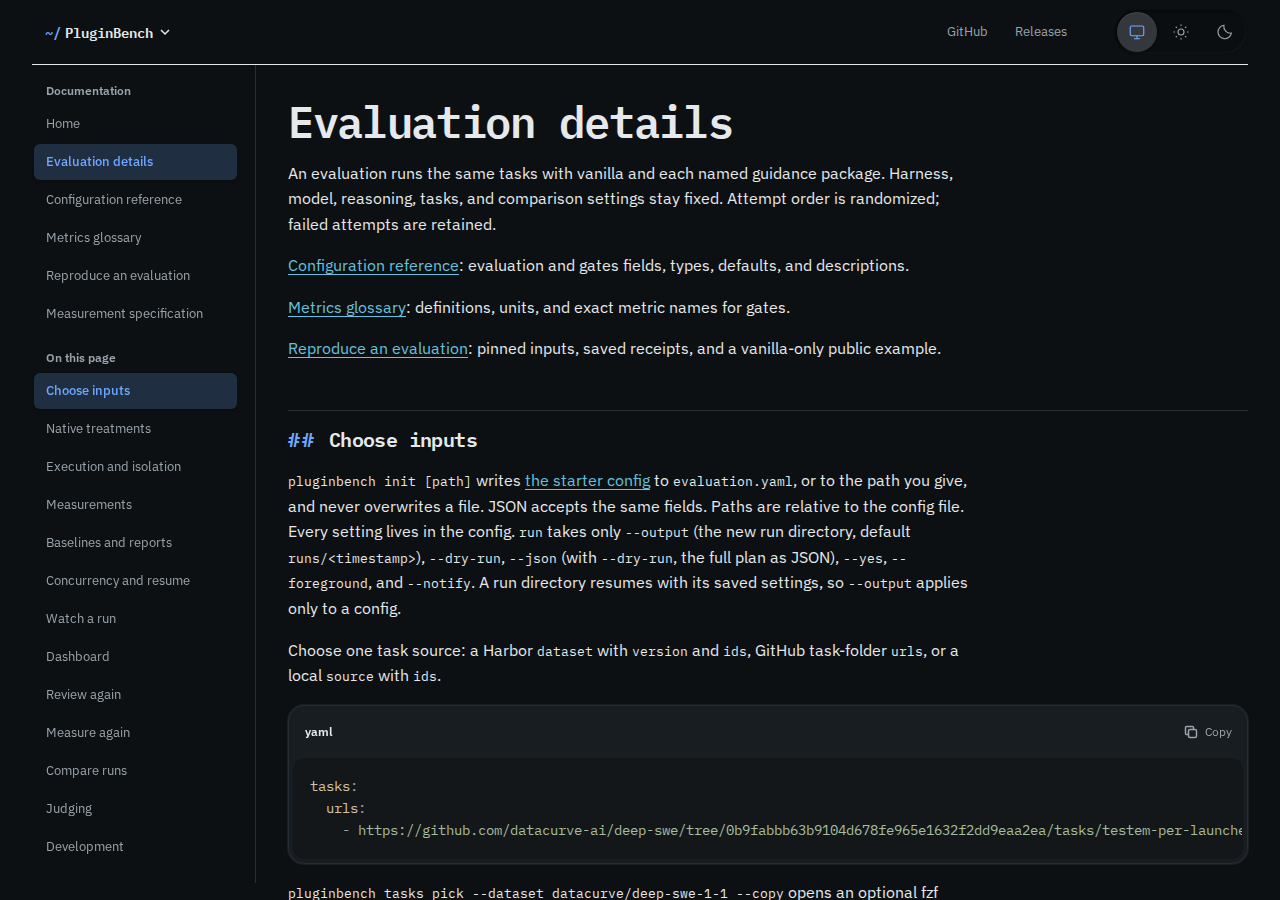 ~/ PluginBench
GitHub
Releases
Documentation
Home
Evaluation details
Configuration reference
Metrics glossary
Reproduce an evaluation
Measurement specification
On this page
Choose inputs
Native treatments
Execution and isolation
Measurements
Baselines and reports
Concurrency and resume
Watch a run
Dashboard
Review again
Measure again
Compare runs
Judging
Development
Evaluation details
An evaluation runs the same tasks with vanilla and each named guidance package. Harness,
model, reasoning, tasks, and comparison settings stay fixed. Attempt order is randomized;
failed attempts are retained.
Configuration reference: evaluation and gates fields, types, defaults, and descriptions.
Metrics glossary: definitions, units, and exact metric names for gates.
Reproduce an evaluation: pinned inputs, saved receipts, and a vanilla-only public example.
## Choose inputs
pluginbench init [path] writes the starter config to evaluation.yaml, or to the path you give,
and never overwrites a file. JSON accepts the same fields. Paths are relative to the config file.
Every setting lives in the config. run takes only --output (the new run directory, default
runs/<timestamp>), --dry-run, --json (with --dry-run, the full plan as JSON), --yes, --
foreground, and --notify. A run directory resumes with its saved settings, so --output applies
only to a config.
Choose one task source: a Harbor dataset with version and ids, GitHub task-folder urls, or a
local source with ids.
yaml
Copy
tasks:
urls:
- https://github.com/datacurve-ai/deep-swe/tree/0b9fabbb63b9104d678fe965e1632f2dd9eaa2ea/tasks/testem-per-launche
pluginbench tasks pick --dataset datacurve/deep-swe-1-1 --copy opens an optional fzf